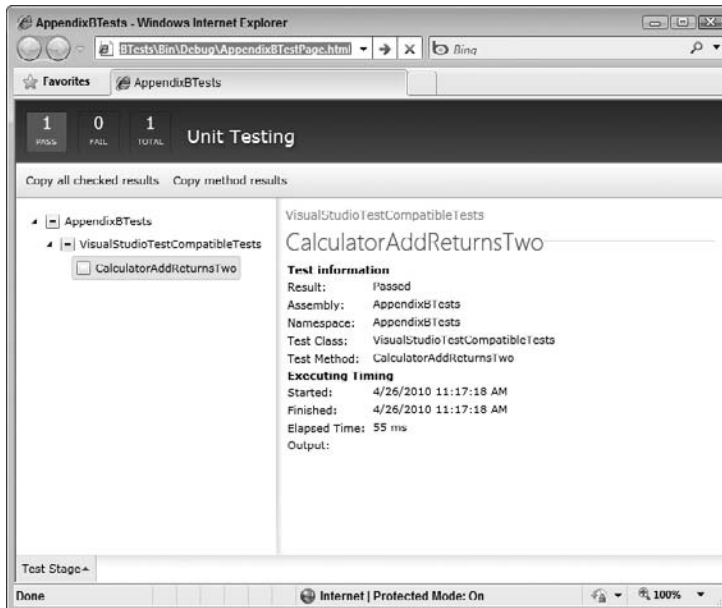 AppendixBTests - Windows Internet Explorer
BTests\Bin\Debug\AppendixBTestPage.html
Bing
Favorites
AppendixBTests
1 0 1
PASS FAIL TOTAL
Unit Testing
Copy all checked results Copy method results
AppendixBTests
VisualStudioTestCompatibleTests
CalculatorAddReturnsTwo
VisualStudioTestCompatibleTests
CalculatorAddReturnsTwo
Test information
Result: Passed
Assembly: AppendixBTests
Namespace: AppendixBTests
Test Class: VisualStudioTestCompatibleTests
Test Method: CalculatorAddReturnsTwo
Executing Timing
Started: 4/26/2010 11:17:18 AM
Finished: 4/26/2010 11:17:18 AM
Elapsed Time: 55 ms
Output:
Test Stage
Done
Internet | Protected Mode: On
100%